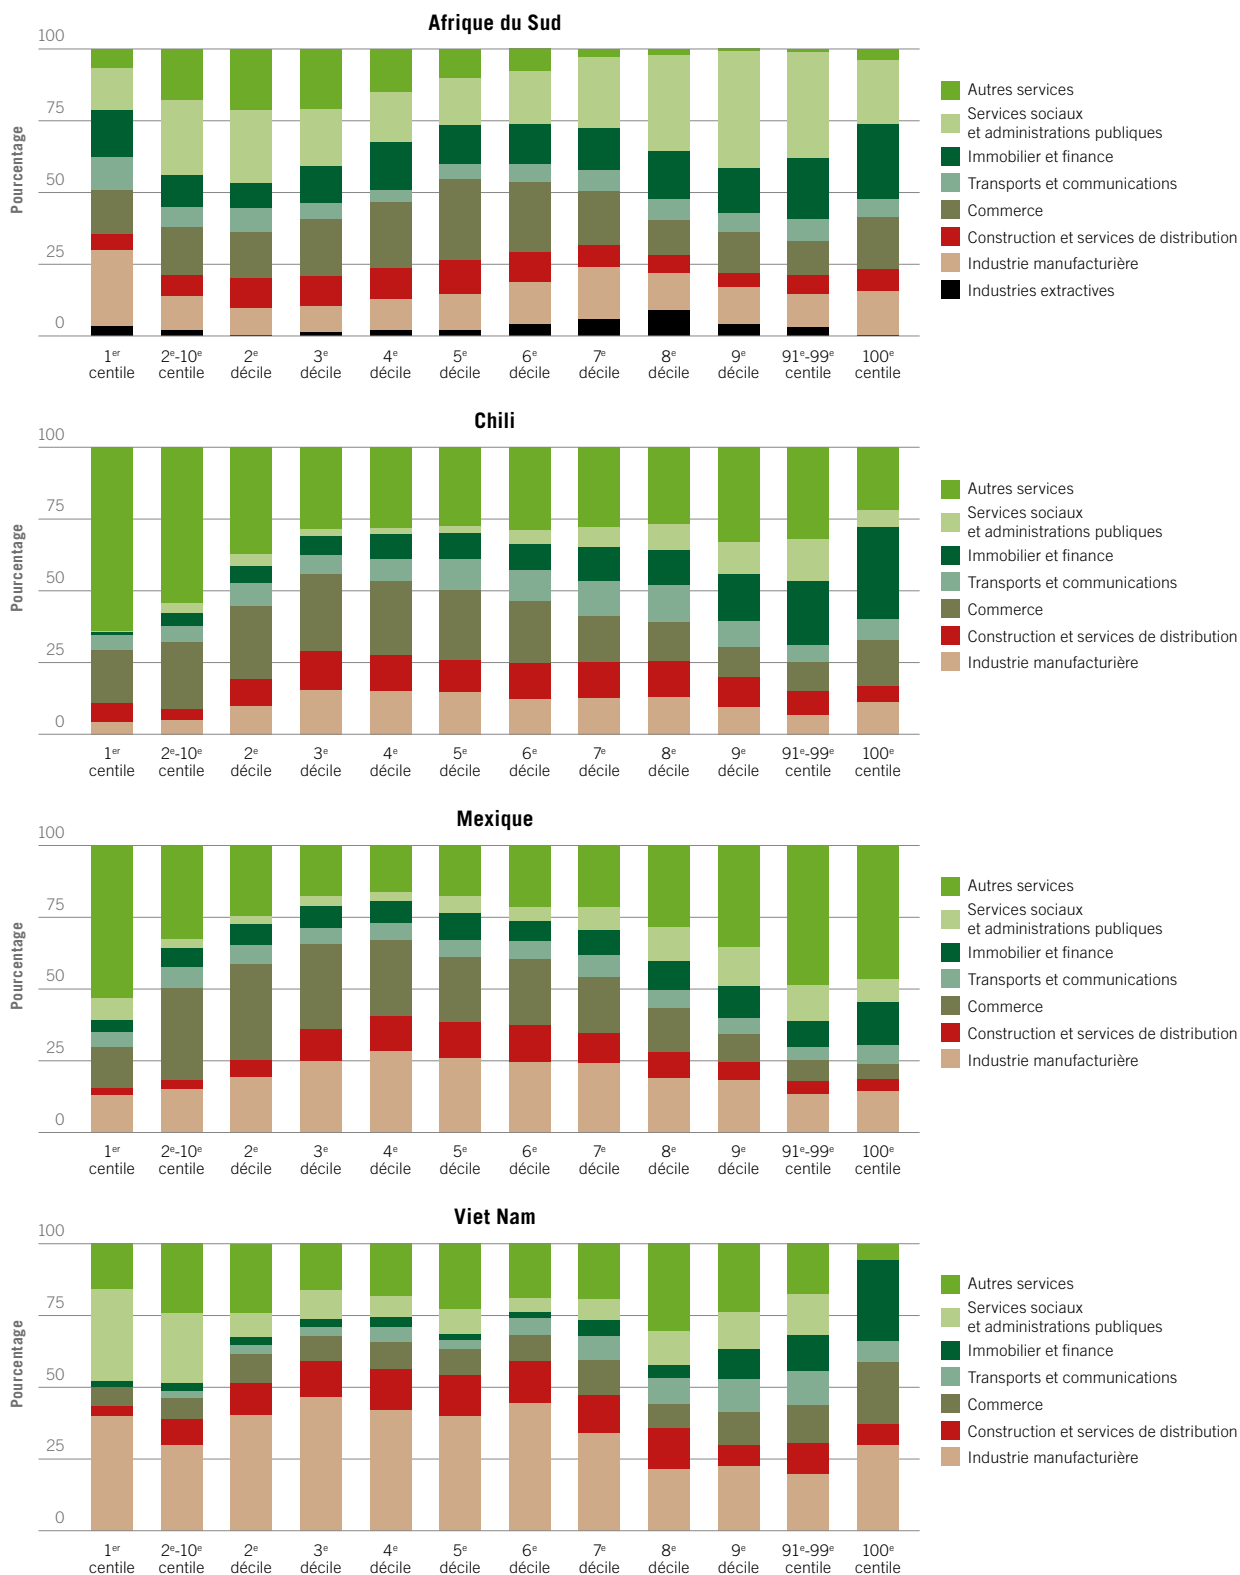 Afrique du Sud
100
75
50
25
0
Pourcentage
1er centile
2e-10e centile
2e décile
3e décile
4e décile
5e décile
6e décile
7e décile
8e décile
9e décile
91e-99e centile
100e centile
Autres services
Services sociaux
et administrations publiques
Immobilier et finance
Transports et communications
Commerce
Construction et services de distribution
Industrie manufacturière
Industries extractives
Chili
100
75
50
25
0
Pourcentage
1er centile
2e-10e centile
2e décile
3e décile
4e décile
5e décile
6e décile
7e décile
8e décile
9e décile
91e-99e centile
100e centile
Autres services
Services sociaux
et administrations publiques
Immobilier et finance
Transports et communications
Commerce
Construction et services de distribution
Industrie manufacturière
Mexique
100
75
50
25
0
Pourcentage
1er centile
2e-10e centile
2e décile
3e décile
4e décile
5e décile
6e décile
7e décile
8e décile
9e décile
91e-99e centile
100e centile
Autres services
Services sociaux
et administrations publiques
Immobilier et finance
Transports et communications
Commerce
Construction et services de distribution
Industrie manufacturière
Viet Nam
100
75
50
25
0
Pourcentage
1er centile
2e-10e centile
2e décile
3e décile
4e décile
5e décile
6e décile
7e décile
8e décile
9e décile
91e-99e centile
100e centile
Autres services
Services sociaux
et administrations publiques
Immobilier et finance
Transports et communications
Commerce
Construction et services de distribution
Industrie manufacturière